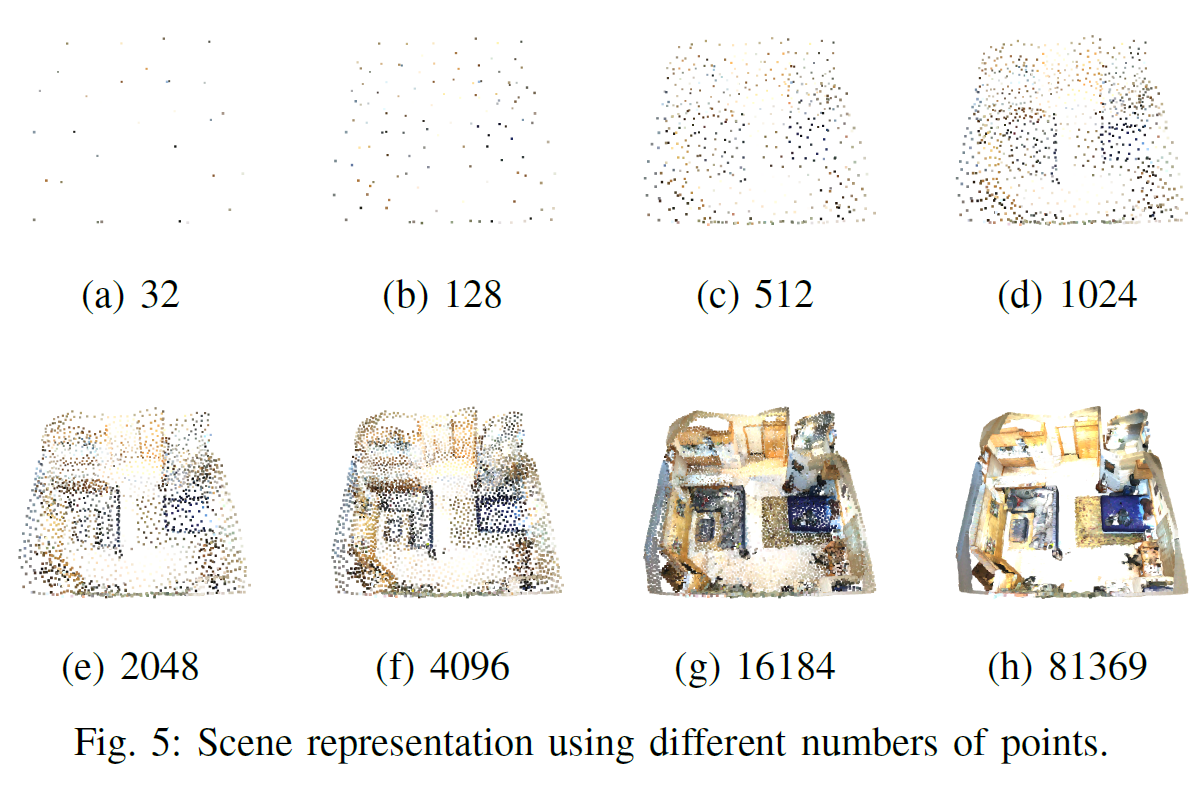 (a) 32
(b) 128
(c) 512
(d) 1024
(e) 2048
(f) 4096
(g) 16184
(h) 81369
Fig. 5: Scene representation using different numbers of points.